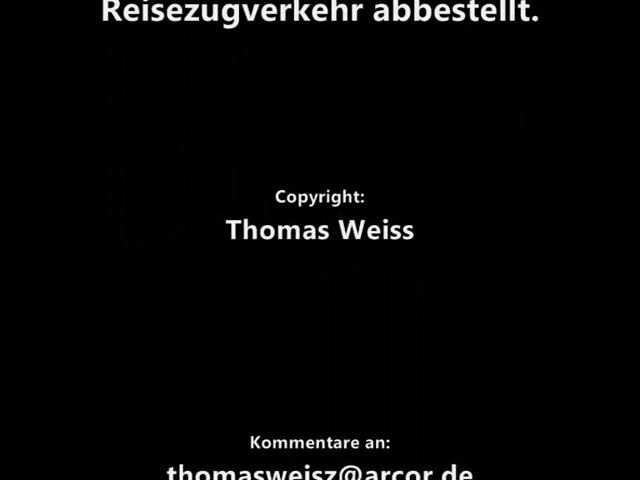 Reisezugverkehr abbestellt.
Copyright:
Thomas Weiss
Kommentare an:
thomasweisz@arcor.de